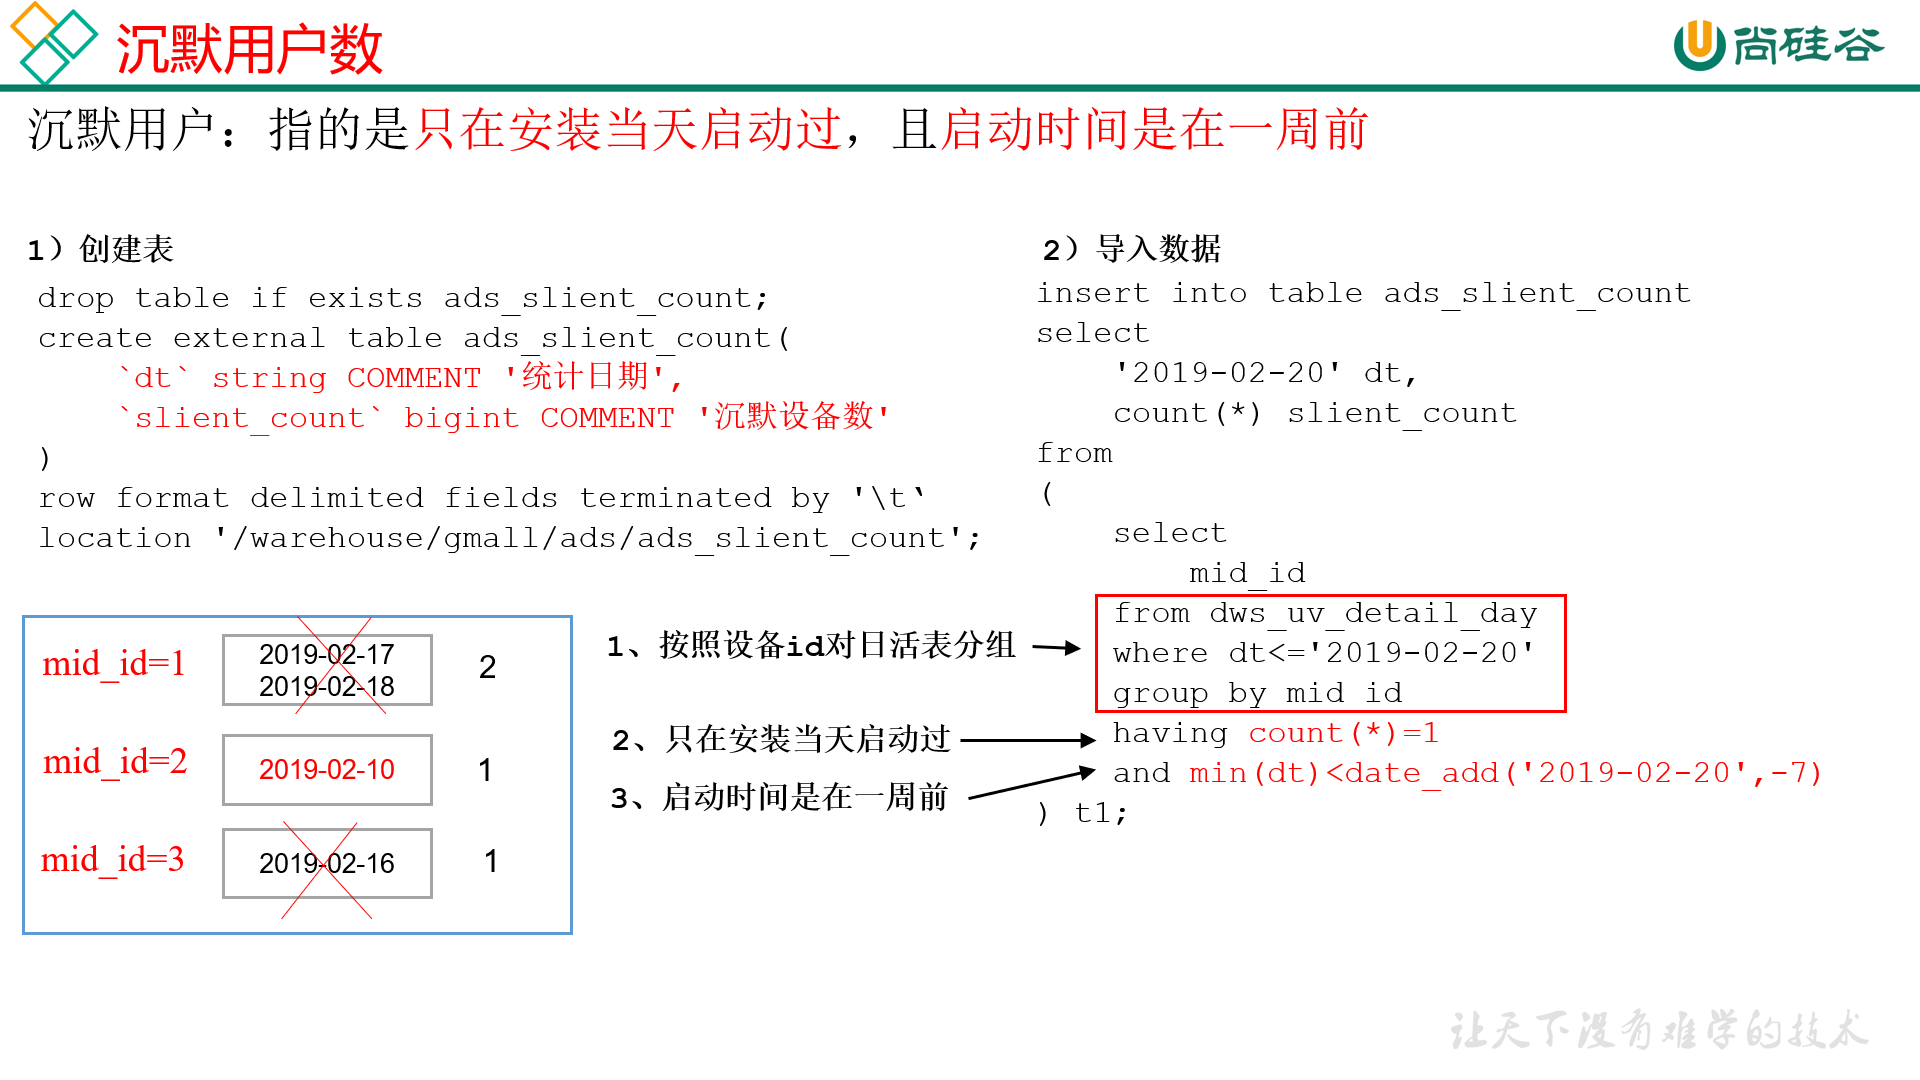 沉默用户数
尚硅谷
沉默用户：指的是只在安装当天启动过，且启动时间是在一周前
1）创建表
drop table if exists ads_slient_count;
create external table ads_slient_count(
    `dt` string COMMENT '统计日期',
    `slient_count` bigint COMMENT '沉默设备数'
)
row format delimited fields terminated by '\t‘
location '/warehouse/gmall/ads/ads_slient_count';
mid_id=1
2019-02-17
2019-02-18
2
mid_id=2
2019-02-10
1
mid_id=3
2019-02-16
1
1、按照设备id对日活表分组
2、只在安装当天启动过
3、启动时间是在一周前
2）导入数据
insert into table ads_slient_count
select
    '2019-02-20' dt,
    count(*) slient_count
from
(
    select
        mid_id
    from dws_uv_detail_day
    where dt<='2019-02-20'
    group by mid_id
    having count(*)=1
    and min(dt)<date_add('2019-02-20',-7)
) t1;
让天下没有难学的技术